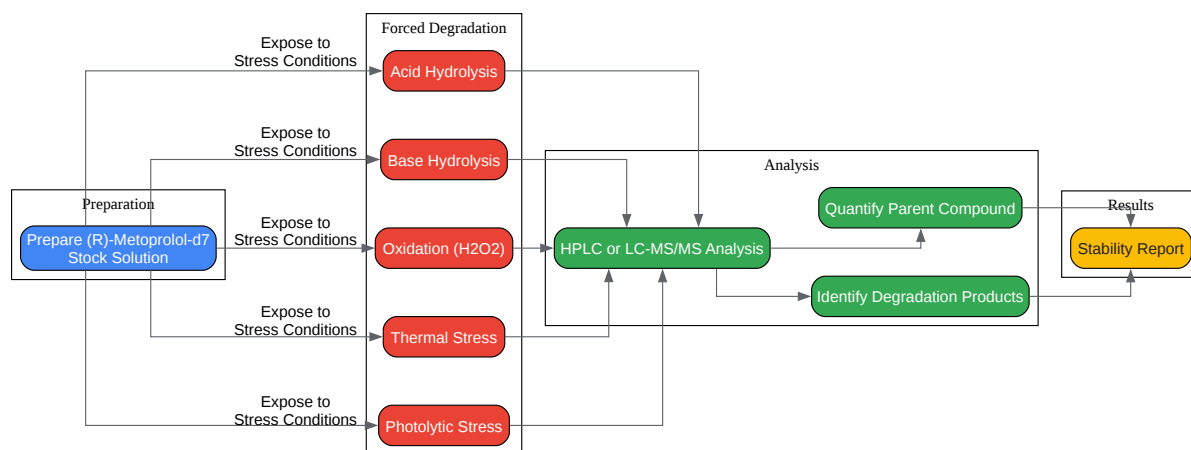 Forced Degradation
Expose to
Stress Conditions
Acid Hydrolysis
Expose to
Stress Conditions
Base Hydrolysis
Analysis
Preparation
Prepare (R)-Metoprolol-d7
Stock Solution
Expose to
Stress Conditions
Oxidation (H2O2)
HPLC or LC-MS/MS Analysis
Quantify Parent Compound
Identify Degradation Products
Results
Stability Report
Expose to
Stress Conditions
Thermal Stress
Expose to
Stress Conditions
Photolytic Stress